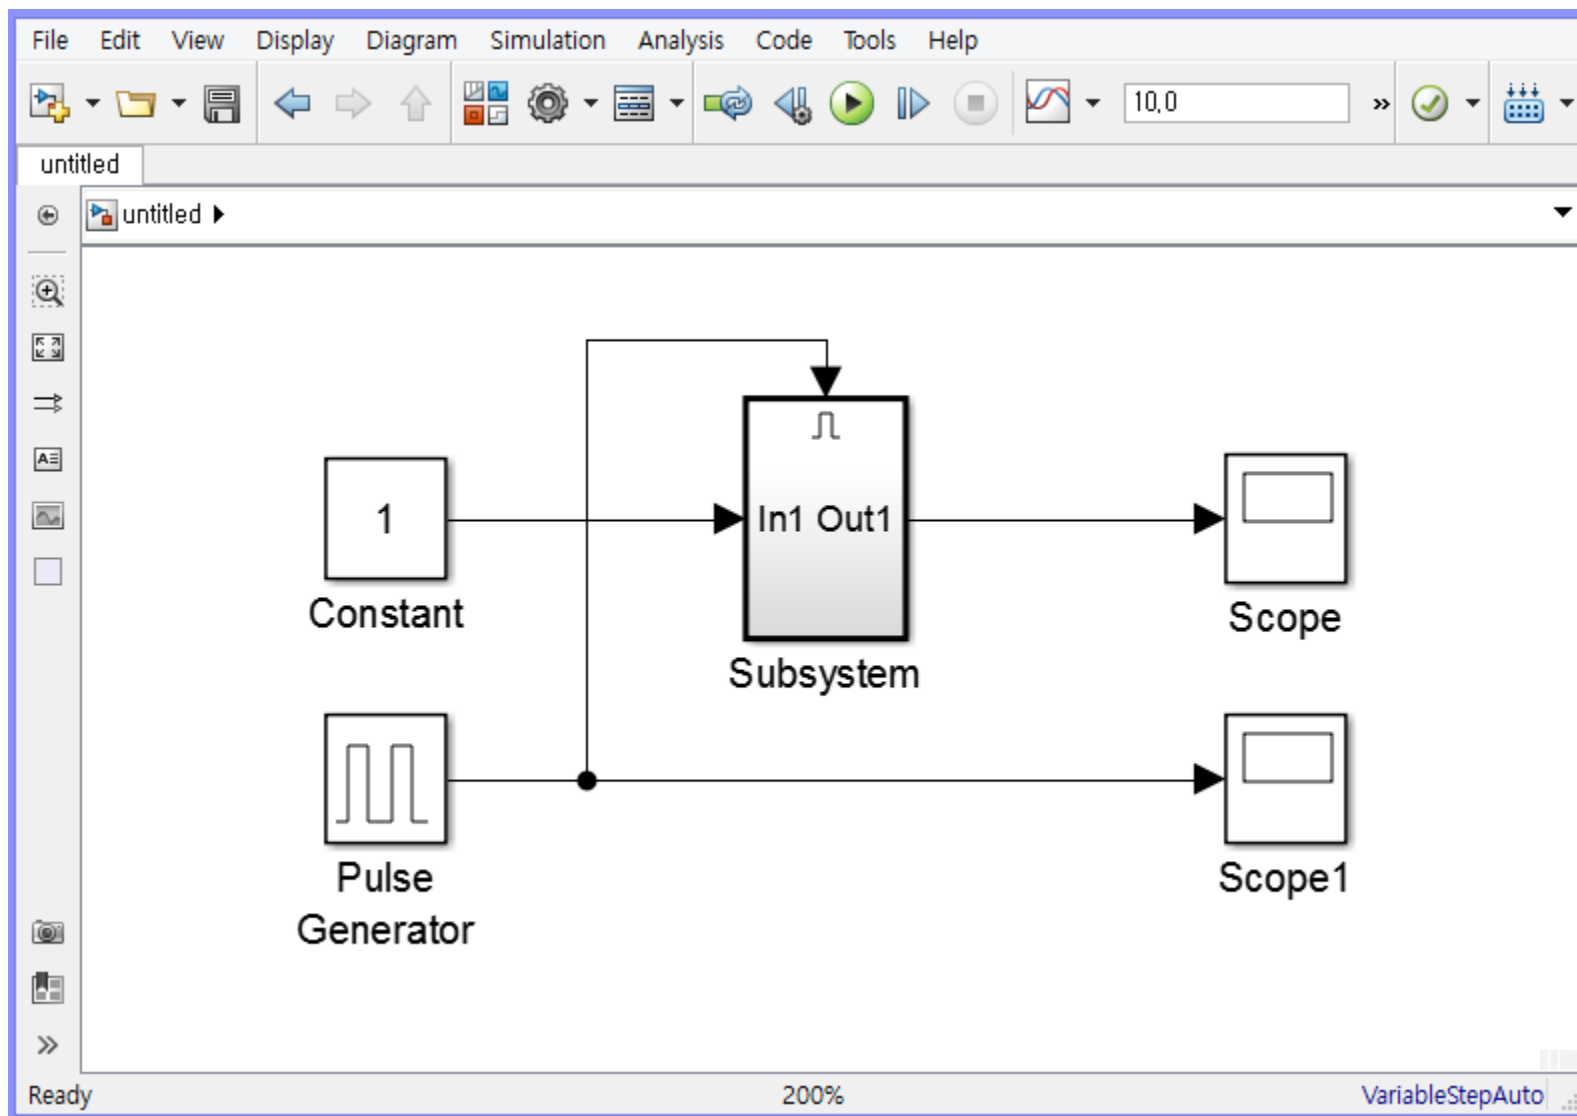 File Edit View Display Diagram Simulation Analysis Code Tools Help
10,0
untitled
untitled
1
In1 Out1
Constant
Scope
Subsystem
Pulse
Generator
Scope1
Ready 200% VariableStepAuto